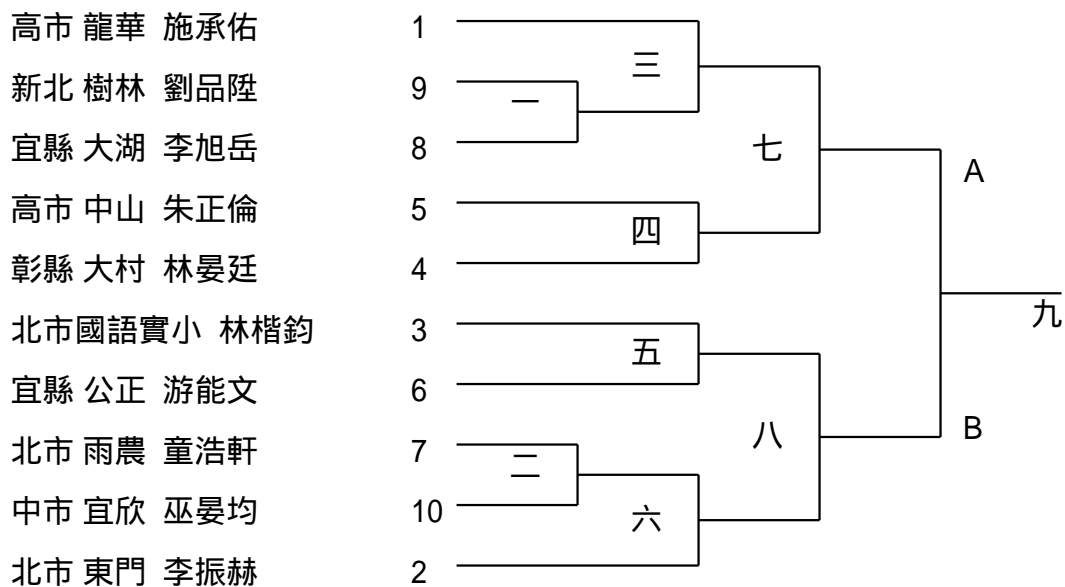 高市 龍華 施承佑 1
三
新北 樹林 劉品陞 9
一
宜縣 大湖 李旭岳 8
七
A
高市 中山 朱正倫 5
四
彰縣 大村 林晏廷 4
九
北市國語實小 林楷鈞 3
五
宜縣 公正 游能文 6
八
B
北市 雨農 童浩軒 7
二
中市 宜欣 巫晏均 10
六
北市 東門 李振赫 2